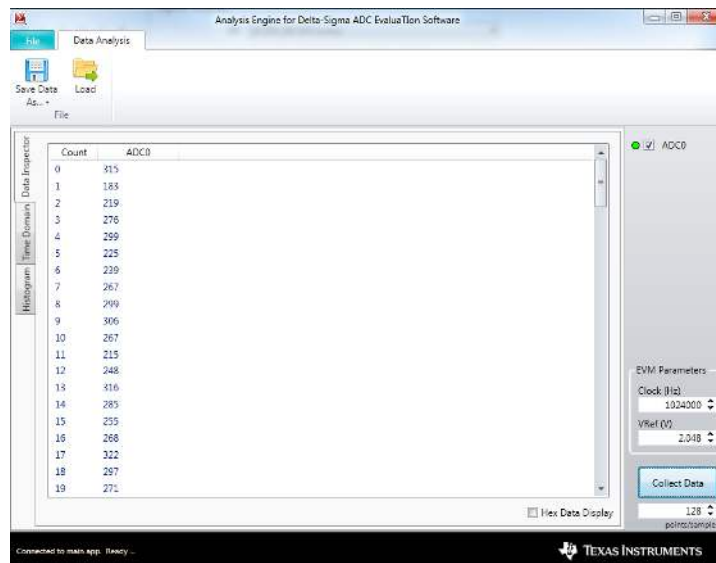 Analysis Engine for Delta-Sigma ADC EvaluaTIon Software
File
Data Analysis
Save Data
As...
Load
File
Data Inspector
Time Domain
Histogram
Count ADC0
0 315
1 183
2 219
3 276
4 299
5 225
6 239
7 267
8 299
9 306
10 267
11 215
12 248
13 316
14 285
15 255
16 268
17 322
18 297
19 271
Hex Data Display
ADC0
EVM Parameters
Clock (Hz)
1024000
VRef (V)
2.048
Collect Data
128
points/sample
Connected to main app. Ready ..
TEXAS INSTRUMENTS